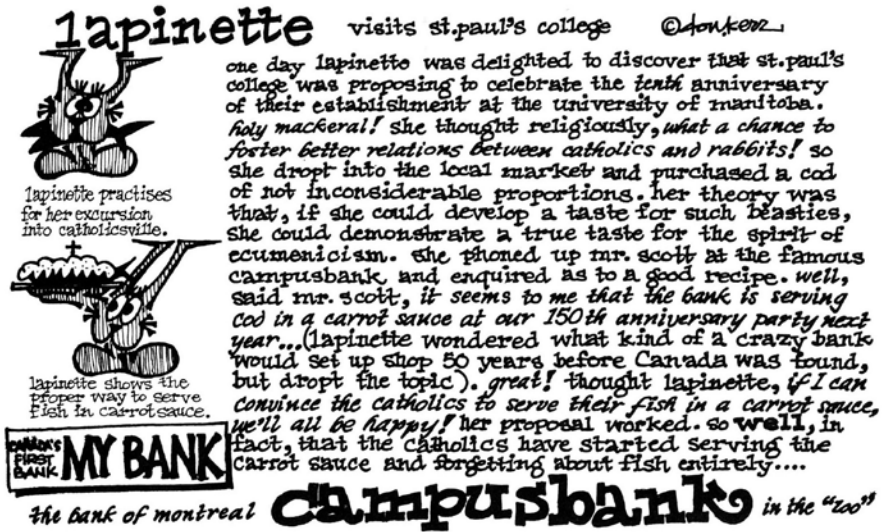 lapinette visits st.paul's college ©don kerr
one day lapinette was delighted to discover that st.paul's
college was proposing to celebrate the tenth anniversary
of their establishment at the university of manitoba.
holy mackeral! she thought religiously, what a chance to
foster better relations between catholics and rabbits! so
she dropt into the local market and purchased a cod
of not inconsiderable proportions. her theory was
that, if she could develop a taste for such beasties,
she could demonstrate a true taste for the spirit of
ecumenicism. she phoned up mr. scott at the famous
campusbank and enquired as to a good recipe. well,
said mr. scott, it seems to me that the bank is serving
cod in a carrot sauce at our 150th anniversary party next
year...(lapinette wondered what kind of a crazy bank
would set up shop 50 years before Canada was found,
but dropt the topic). great! thought lapinette, if I can
convince the catholics to serve their fish in a carrot sauce,
we'll all be happy! her proposal worked. so well, in
fact, that the catholics have started serving the
carrot sauce and forgetting about fish entirely....
lapinette practises
for her excursion
into catholicsville.
lapinette shows the
proper way to serve
fish in carrot sauce.
CANADA'S
FIRST
BANK
MY BANK
the bank of montreal campusbank in the "zoo"